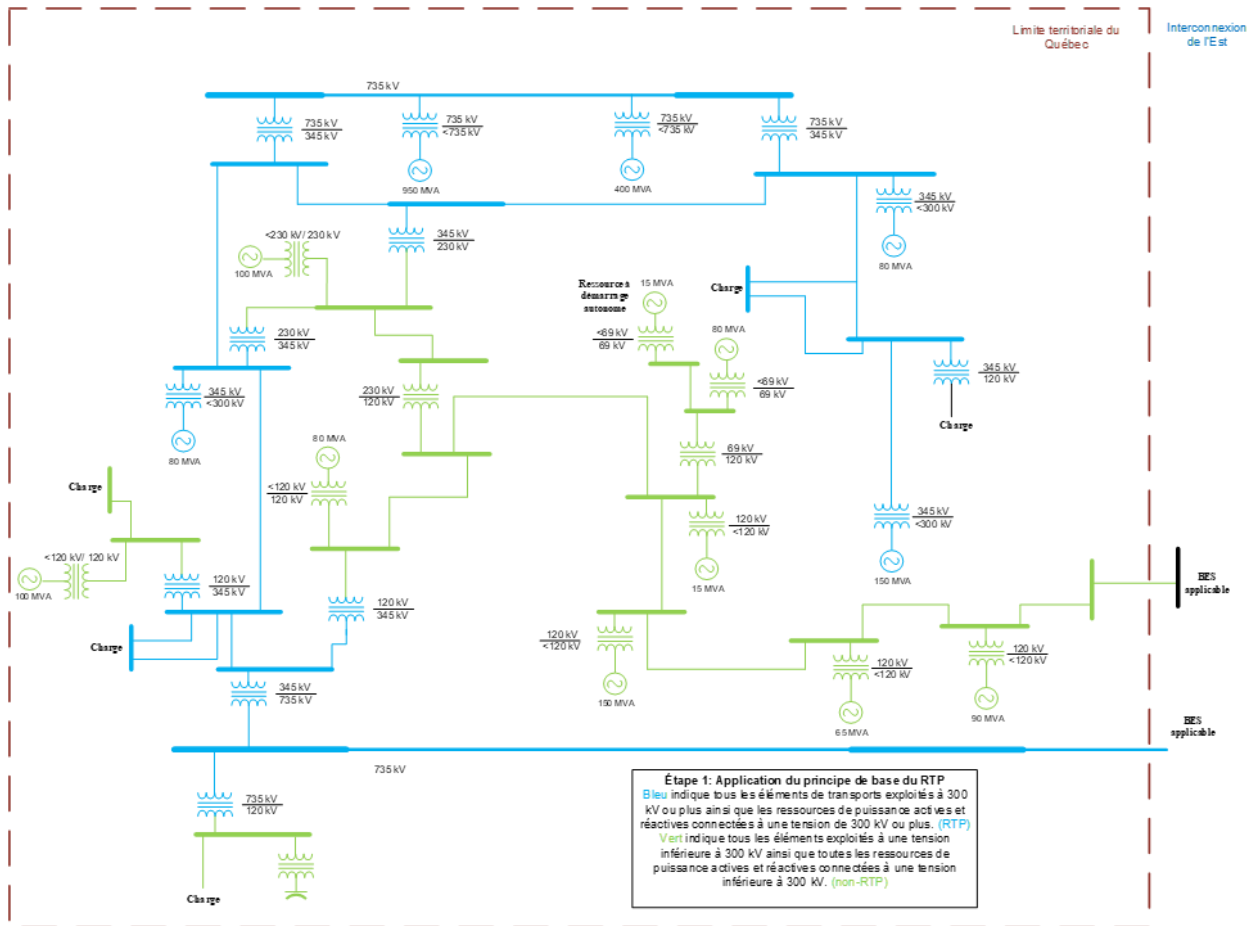 Limite territoriale du
Québec
Interconnexion
de l'Est
735 kV
735 kV
345 kV
735 kV
<735 kV
735 kV
<735 kV
735 kV
345 kV
950 MVA
400 MVA
345 kV
<300 kV
80 MVA
<230 kV/ 230 kV
100 MVA
345 kV
230 kV
Ressource à
démarrage
autonome
15 MVA
Charge
<69 kV
69 kV
80 MVA
<69 kV
69 kV
230 kV
345 kV
345 kV
<300 kV
80 MVA
230 kV
120 kV
345 kV
120 kV
Charge
80 MVA
<120 kV
120 kV
69 kV
120 kV
Charge
<120 kV/ 120 kV
100 MVA
120 kV
345 kV
120 kV
<120 kV
15 MVA
345 kV
<300 kV
150 MVA
120 kV
345 kV
BES
applicable
Charge
120 kV
<120 kV
150 MVA
120 kV
<120 kV
65 MVA
120 kV
<120 kV
90 MVA
345 kV
735 kV
BES
applicable
735 kV
735 kV
120 kV
Charge
Étape 1: Application du principe de base du RTP
Bleu indique tous les éléments de transports exploités à 300
kV ou plus ainsi que les ressources de puissance actives et
réactives connectées à une tension de 300 kV ou plus. (RTP)
Vert indique tous les éléments exploités à une tension
inférieure à 300 kV ainsi que toutes les ressources de
puissance actives et réactives connectées à une tension
inférieure à 300 kV. (non-RTP)